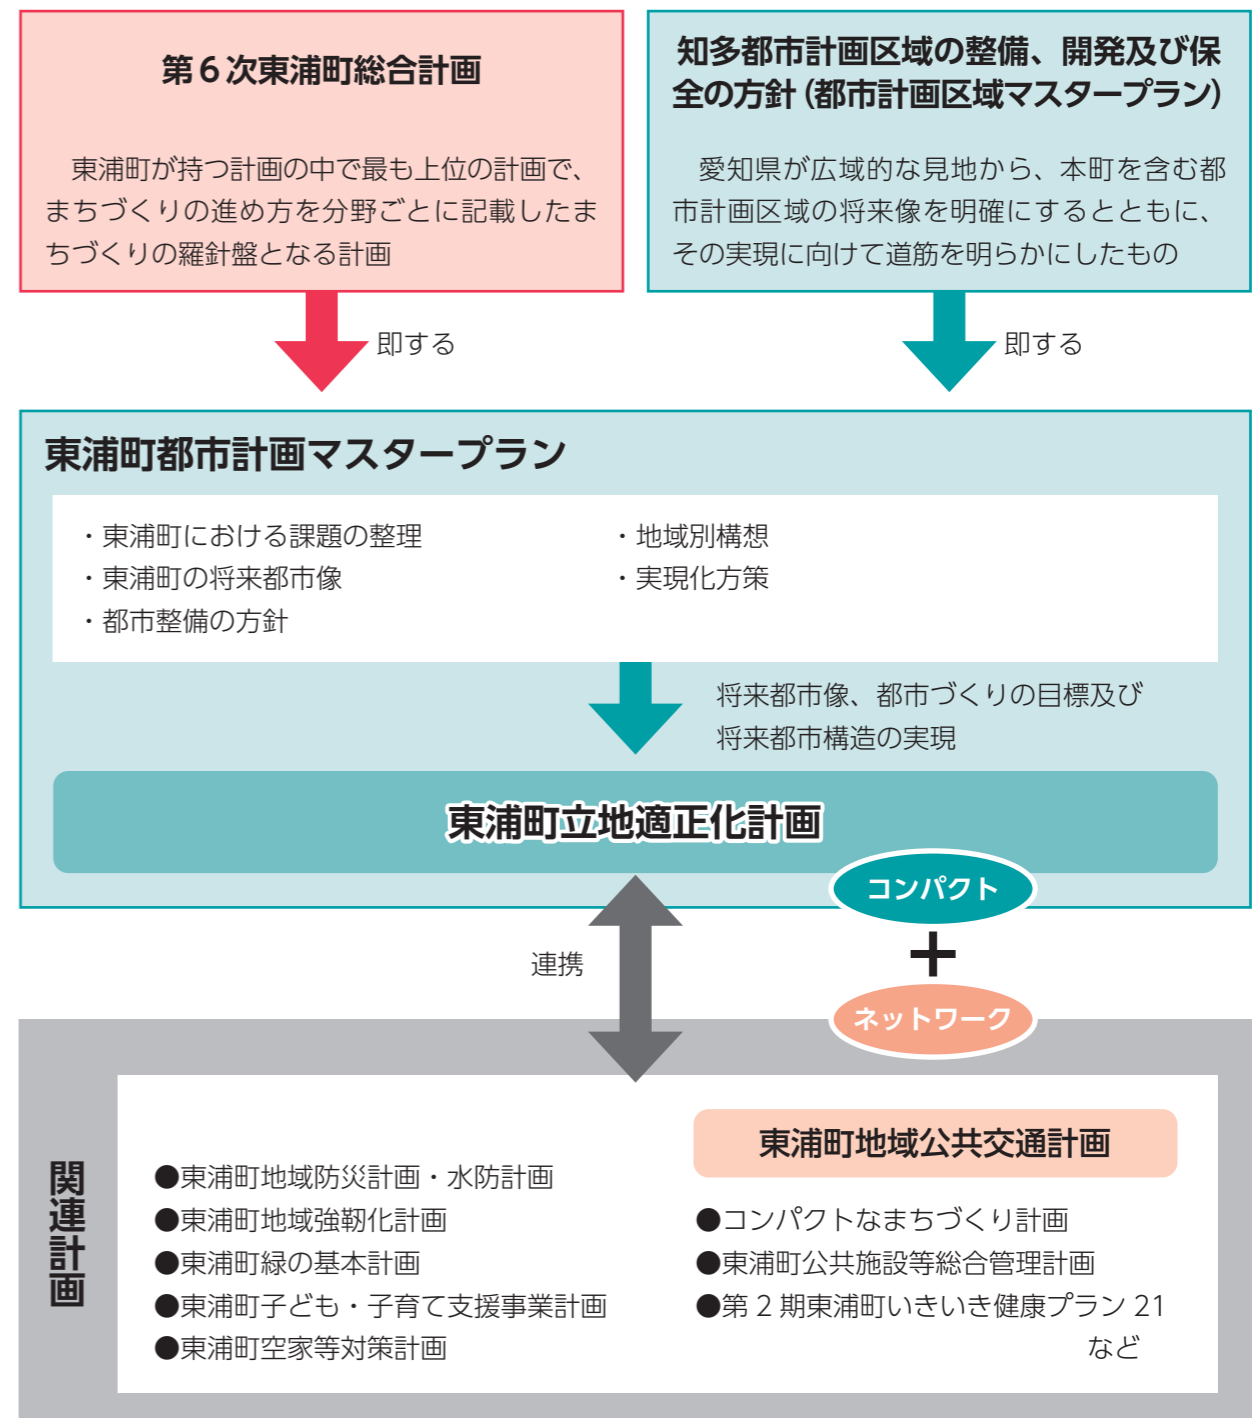 第6次東浦町総合計画
東浦町が持つ計画の中で最も上位の計画で、
まちづくりの進め方を分野ごとに記載したま
ちづくりの羅針盤となる計画
知多都市計画区域の整備、開発及び保
全の方針(都市計画区域マスタープラン)
愛知県が広域的な見地から、本町を含む都
市計画区域の将来像を明確にするとともに、
その実現に向けて道筋を明らかにしたもの
即する
即する
東浦町都市計画マスタープラン
・東浦町における課題の整理
・東浦町の将来都市像
・都市整備の方針
・地域別構想
・実現化方策
将来都市像、都市づくりの目標及び
将来都市構造の実現
東浦町立地適正化計画
コンパクト
+
ネットワーク
連携
関連計画
●東浦町地域防災計画・水防計画
●東浦町地域強靭化計画
●東浦町緑の基本計画
●東浦町子ども・子育て支援事業計画
●東浦町空家等対策計画
東浦町地域公共交通計画
●コンパクトなまちづくり計画
●東浦町公共施設等総合管理計画
●第2期東浦町いきいき健康プラン 21
など